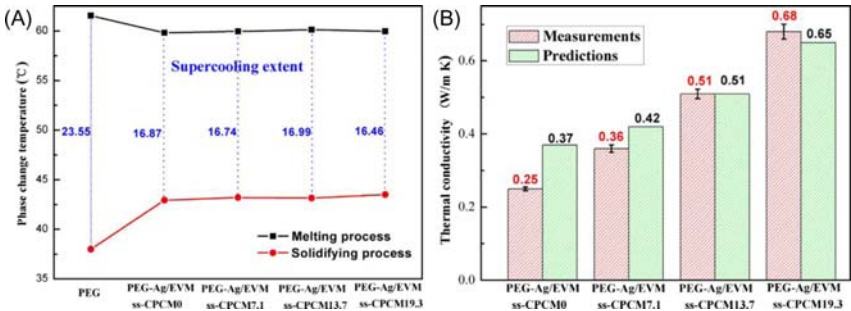 (A)
Phase change temperature (℃)
60
55
50
45
40
35
Supercooling extent
23.55
16.87
16.74
16.99
16.46
Melting process
Solidifying process
PEG
PEG-Ag/EVM
ss-CPCM0
PEG-Ag/EVM
ss-CPCM7.1
PEG-Ag/EVM
ss-CPCM13.7
PEG-Ag/EVM
ss-CPCM19.3
(B)
Thermal conductivity (W/m K)
0.6
0.4
0.2
0.0
Measurements
Predictions
0.25
0.37
0.36
0.42
0.51
0.51
0.68
0.65
PEG-Ag/EVM
ss-CPCM0
PEG-Ag/EVM
ss-CPCM7.1
PEG-Ag/EVM
ss-CPCM13.7
PEG-Ag/EVM
ss-CPCM19.3